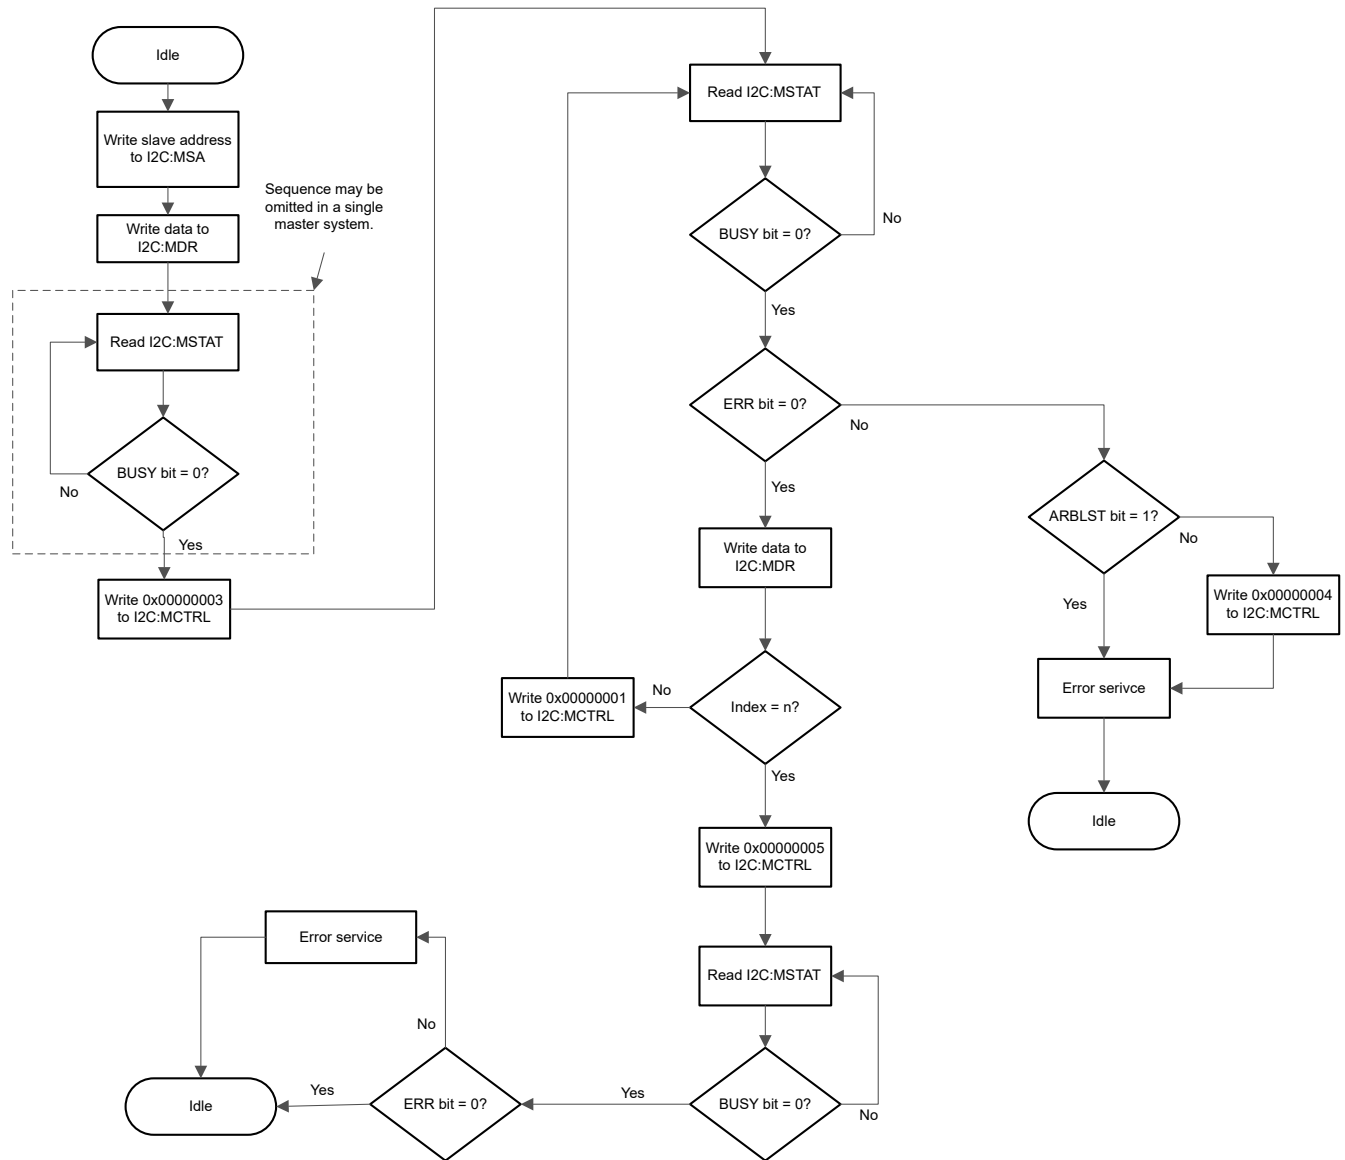 Idle
Write slave address
to I2C:MSA
Write data to
I2C:MDR
Sequence may be
omitted in a single
master system.
Read I2C:MSTAT
BUSY bit = 0?
No
Yes
Write 0x00000003
to I2C:MCTRL
Read I2C:MSTAT
BUSY bit = 0?
No
Yes
ERR bit = 0?
No
Yes
Write data to
I2C:MDR
Index = n?
No
Write 0x00000001
to I2C:MCTRL
Yes
Write 0x00000005
to I2C:MCTRL
Read I2C:MSTAT
BUSY bit = 0?
No
Yes
ERR bit = 0?
No
Error service
Yes
Idle
ARBLST bit = 1?
No
Write 0x00000004
to I2C:MCTRL
Yes
Error serivce
Idle